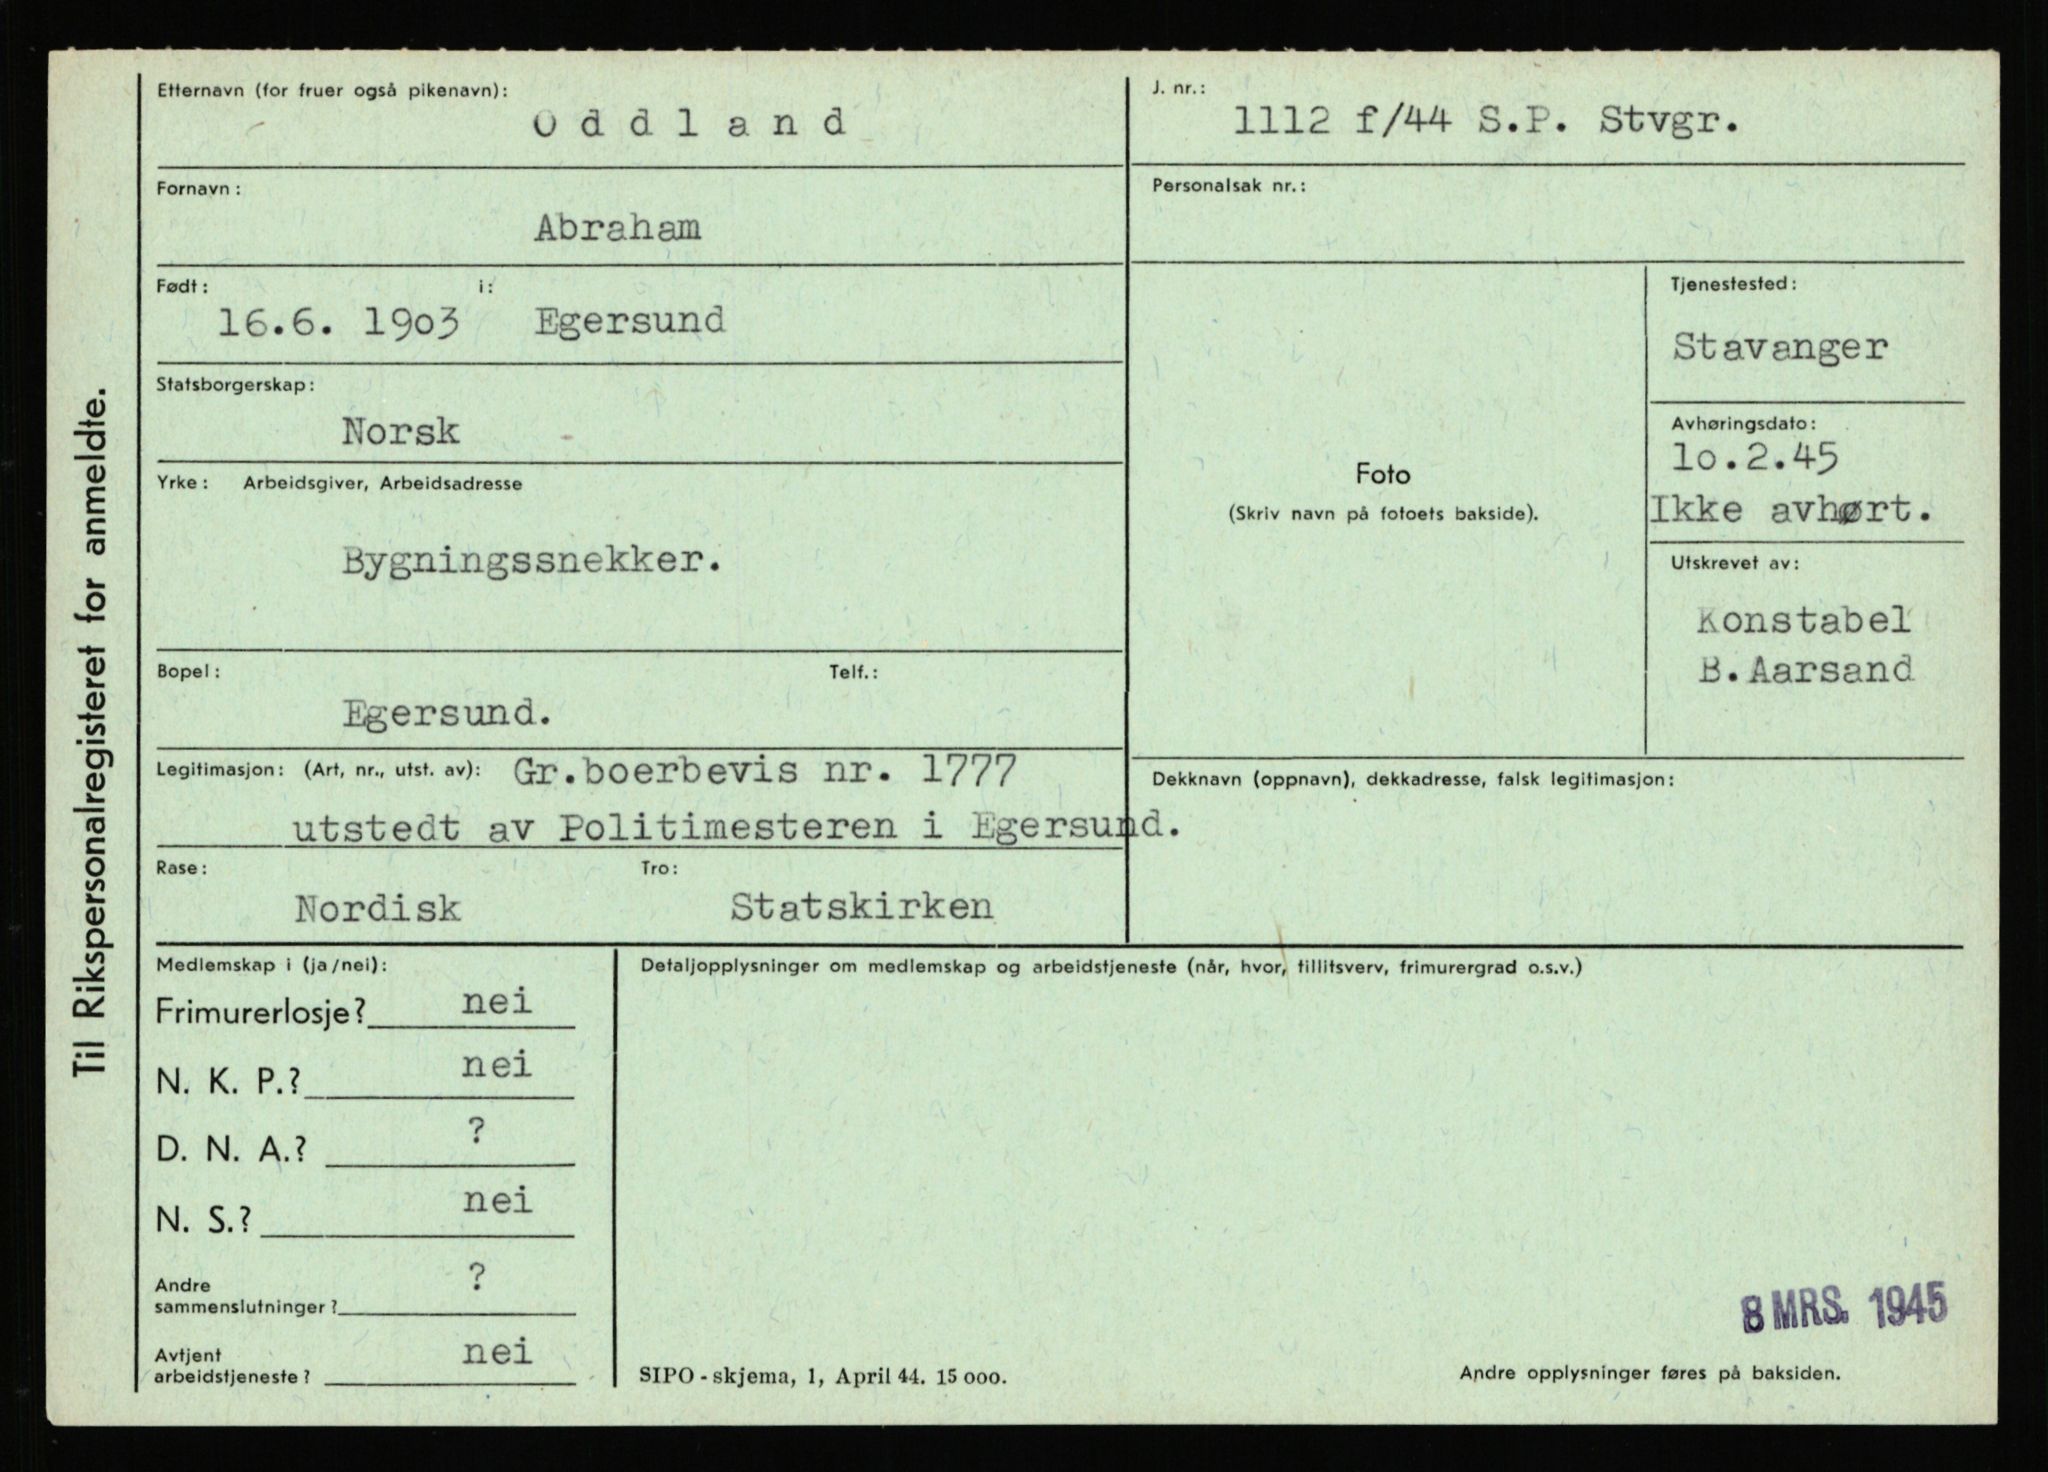 Til Rikspersonalregisteret for anmeldte.
Etternavn (for fruer også pikenavn):
Oddland
Fornavn:
Abraham
Født: i:
16.6. 19o3 Egersund
Statsborgerskap:
Norsk
Yrke: Arbeidsgiver, Arbeidsadresse
Bygningssnekker.
Bopel: Telf.:
Egersund.
Legitimasjon: (Art, nr., utst. av): Gr.boerbevis nr. 1777
utstedt av Politimesteren i Egersund.
Rase: Tro:
Nordisk Statskirken
J. nr.:
1112 f/44 S.P. Stvgr.
Personalsak nr.:
Foto
(Skriv navn på fotoets bakside).
Tjenestested:
Stavanger
Avhøringsdato:
1o.2.45
Ikke avhørt.
Utskrevet av:
Konstabel
B.Aarsand
Dekknavn (oppnavn), dekkadresse, falsk legitimasjon:
Medlemskap i (ja/nei):
Frimurerlosje? nei
N. K. P.? nei
D. N. A.? ?
N. S.? nei
Andre
sammenslutninger? ?
Avtjent
arbeidstjeneste? nei
Detaljopplysninger om medlemskap og arbeidstjeneste (når, hvor, tillitsverv, frimurergrad o.s.v.)
8 MRS. 1945
SIPO - skjema, 1, April 44. 15 000.
Andre opplysninger føres på baksiden.